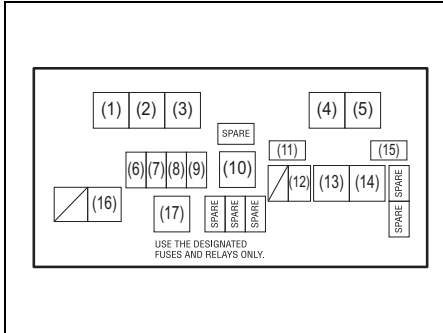 (1) (2) (3) (4) (5)
SPARE
(11) (15)
(6) (7) (8) (9) (10)
(12) (13) (14) SPARE
(16) (17) SPARE SPARE SPARE SPARE
USE THE DESIGNATED
FUSES AND RELAYS ONLY.